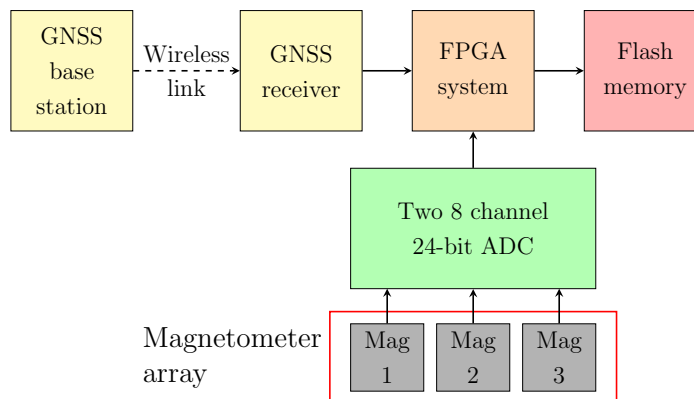 GNSS
base
station
Wireless
link
GNSS
receiver
FPGA
system
Flash
memory
Two 8 channel
24-bit ADC
Magnetometer
array
Mag
1
Mag
2
Mag
3